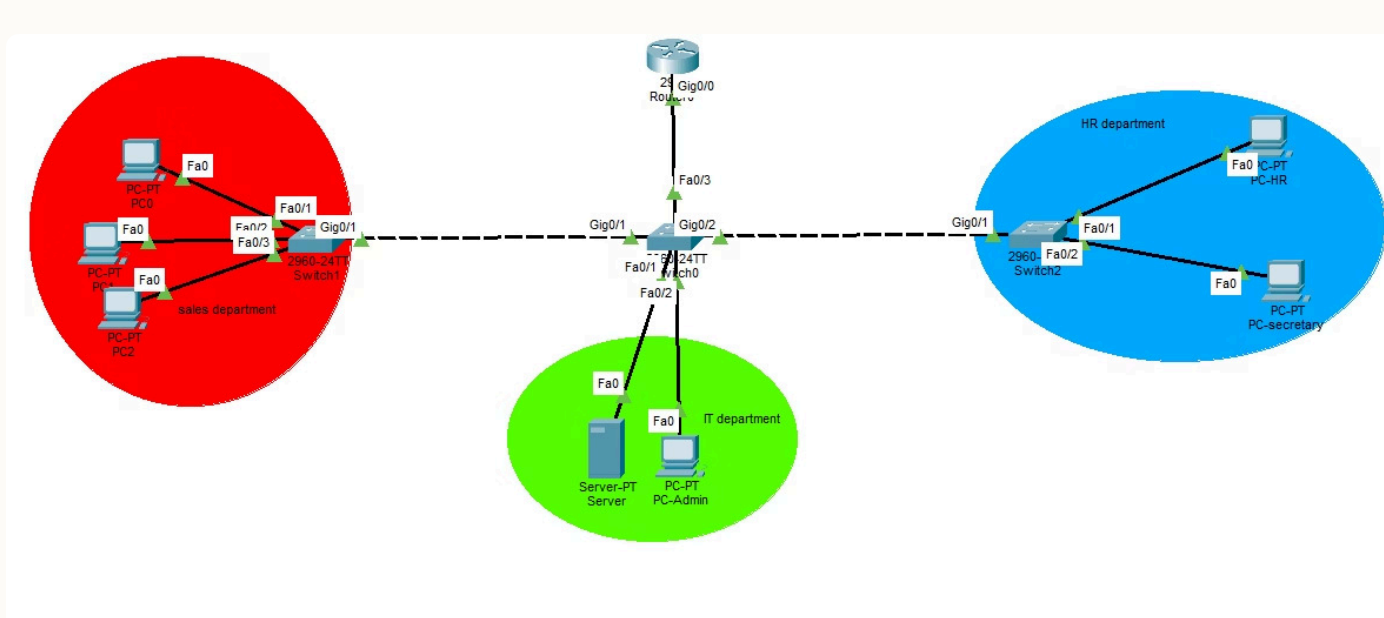 Gig0/0
Fa0/3
HR department
Fa0
PC-PT
PC-HR
Fa0
PC-PT
PC0
Fa0/1
Fa0/2
Fa0/3
Gig0/1
Fa0
PC-PT
Fa0
2960-24TT
Switch1
sales department
PC-PT
PC2
Gig0/1
Gig0/2
Fa0/1
Fa0/2
Gig0/1
Fa0/1
Fa0/2
Switch2
Fa0
PC-PT
PC-secretary
Fa0
Fa0
IT department
Server-PT
Server
PC-PT
PC-Admin